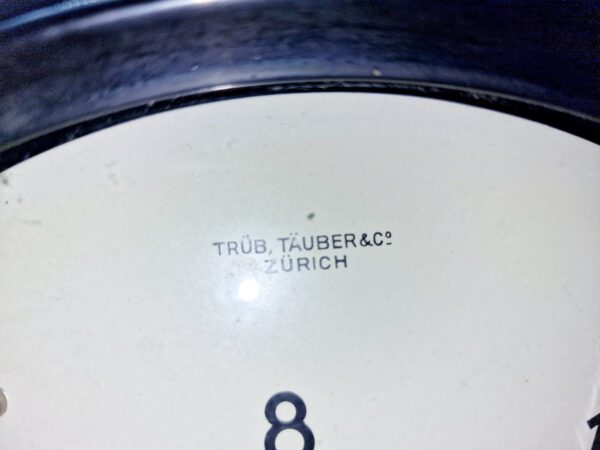 TRÜB, TÄUBER & Cº
ZÜRICH
8